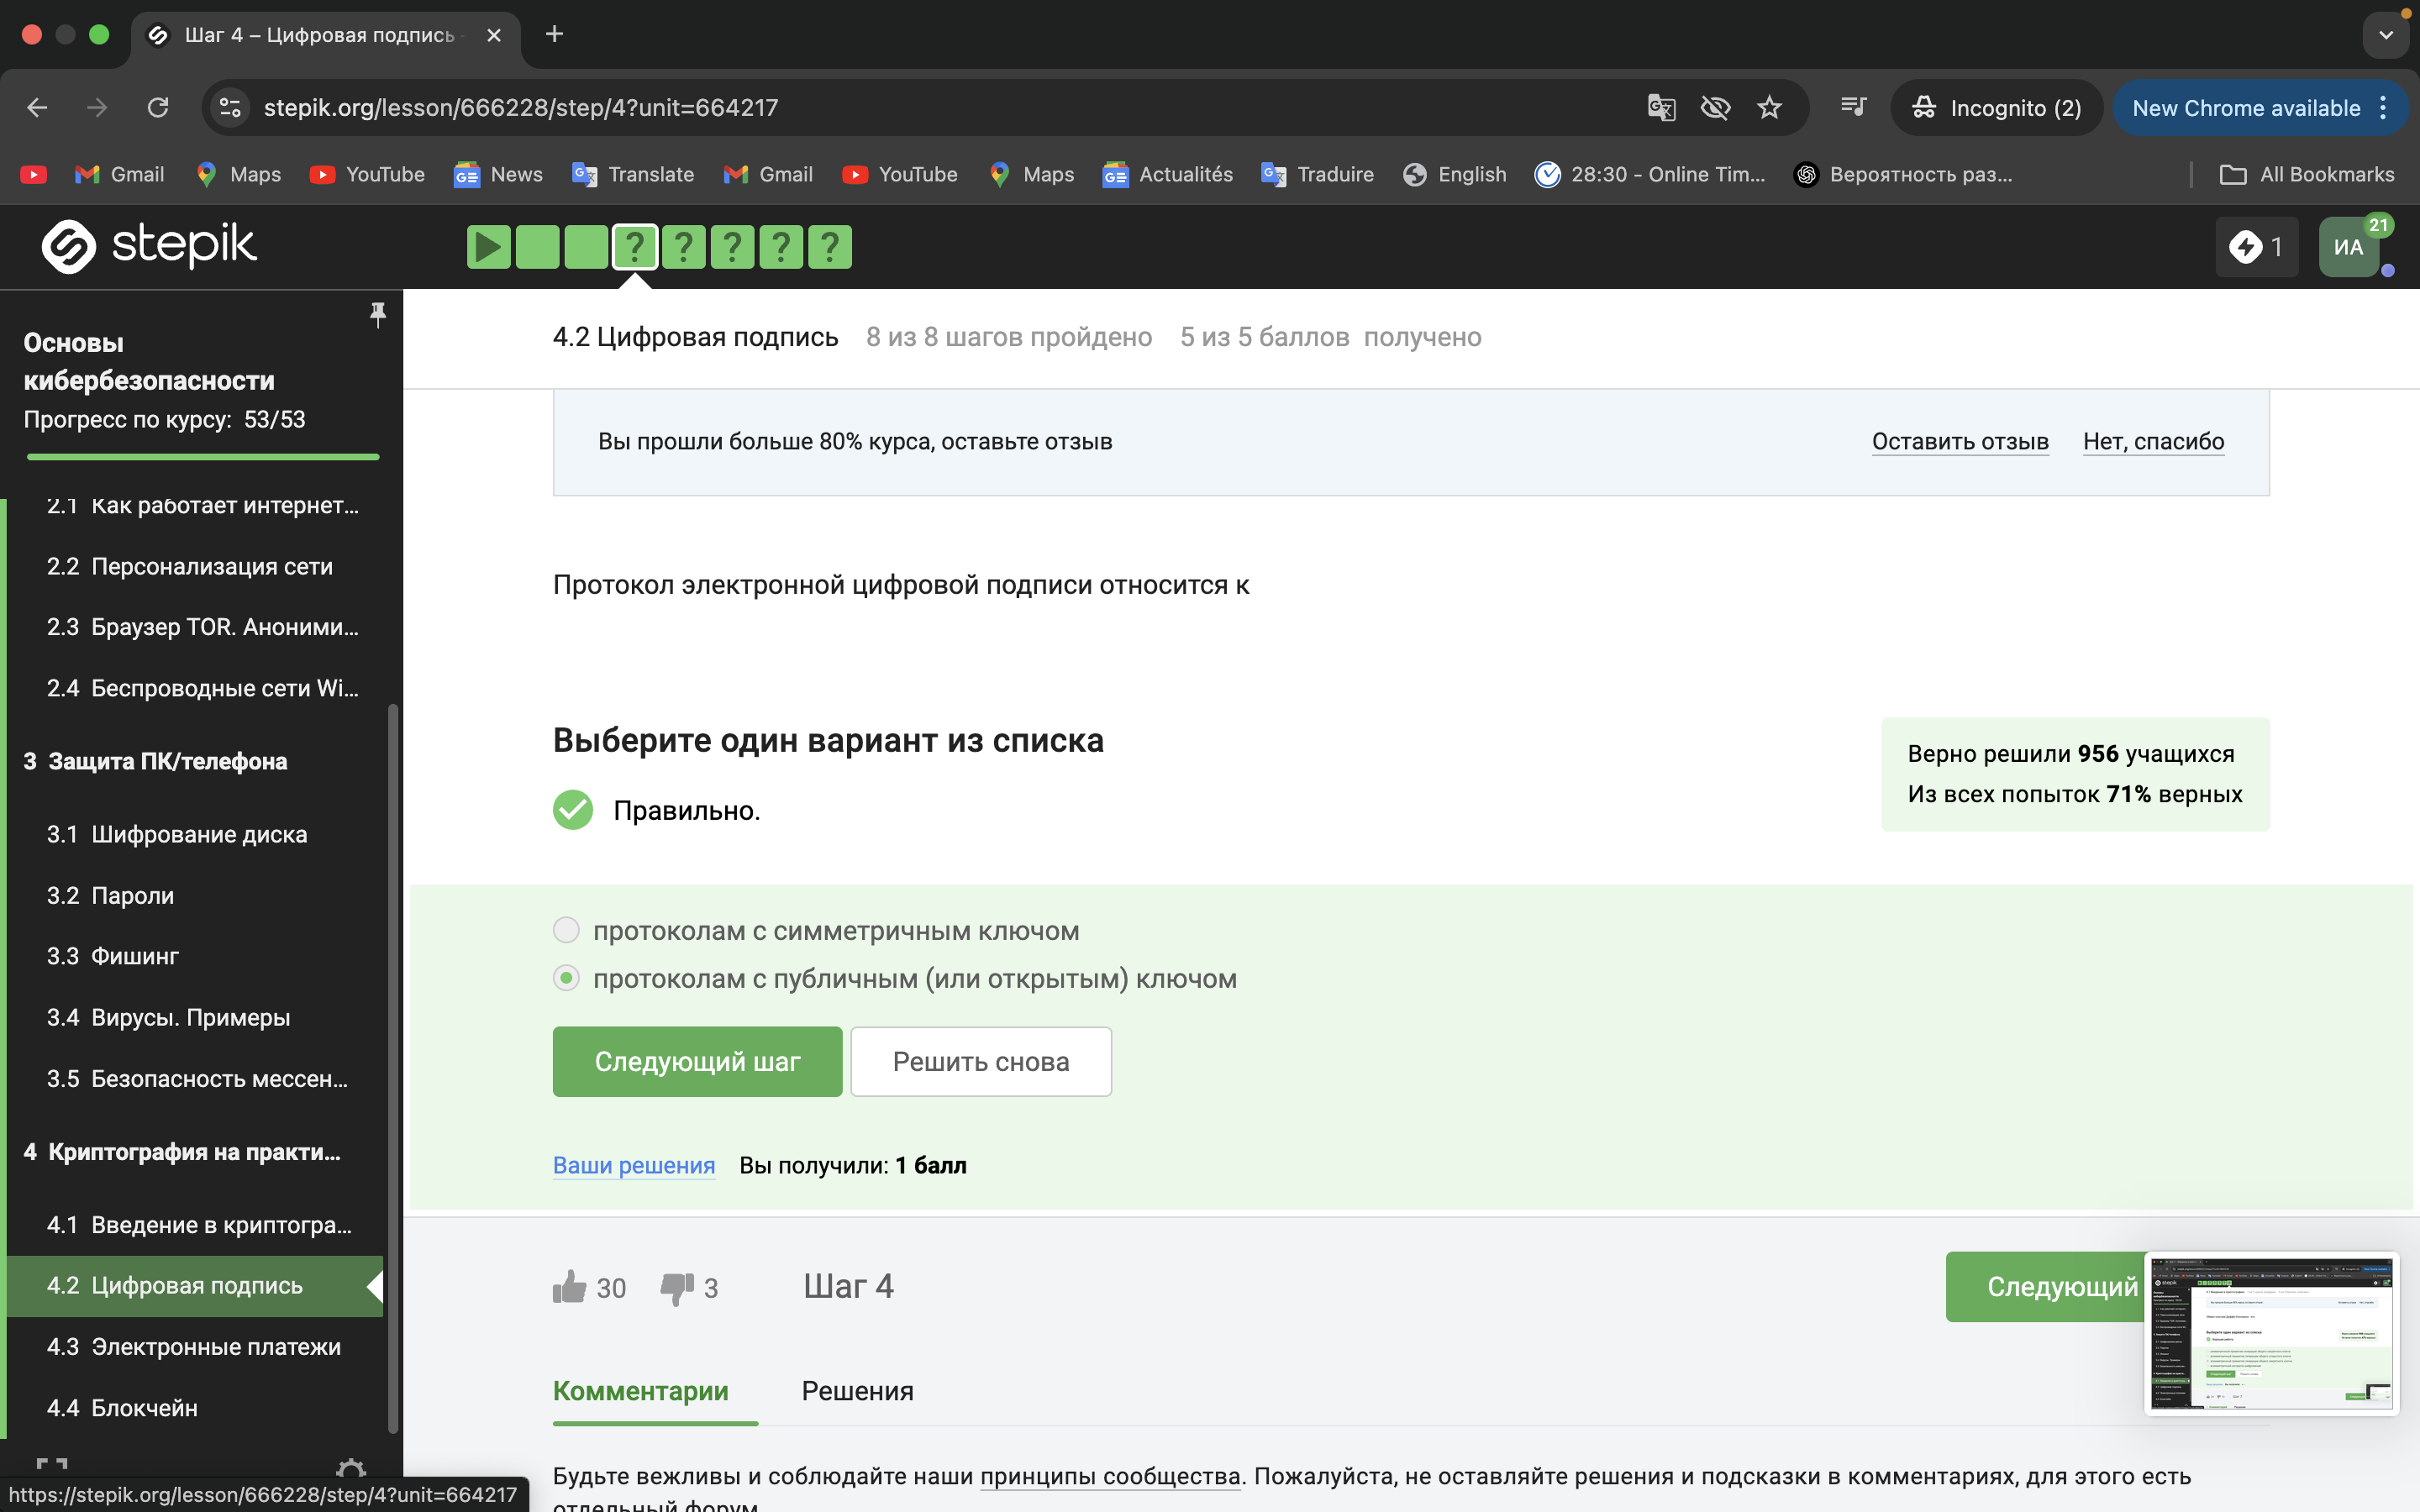 Шаг 4 – Цифровая подпись
stepik.org/lesson/666228/step/4?unit=664217
Incognito (2)
New Chrome available
Gmail
Maps
YouTube
News
Translate
Gmail
YouTube
Maps
Actualités
Traduire
English
28:30 - Online Tim...
Вероятность раз...
All Bookmarks
stepik
? ? ? ? ?
1
ИА
21
Основы
кибербезопасности
Прогресс по курсу: 53/53
2.1 Как работает интернет...
2.2 Персонализация сети
2.3 Браузер TOR. Анонимиз...
2.4 Беспроводные сети Wi...
3 Защита ПК/телефона
3.1 Шифрование диска
3.2 Пароли
3.3 Фишинг
3.4 Вирусы. Примеры
3.5 Безопасность мессен...
4 Криптография на практи...
4.1 Введение в криптогра...
4.2 Цифровая подпись
4.3 Электронные платежи
4.4 Блокчейн
https://stepik.org/lesson/666228/step/4?unit=664217
4.2 Цифровая подпись 8 из 8 шагов пройдено 5 из 5 баллов получено
Вы прошли больше 80% курса, оставьте отзыв
Оставить отзыв
Нет, спасибо
Протокол электронной цифровой подписи относится к
Выберите один вариант из списка
Правильно.
Верно решили 956 учащихся
Из всех попыток 71% верных
протоколам с симметричным ключом
протоколам с публичным (или открытым) ключом
Следующий шаг
Решить снова
Ваши решения Вы получили: 1 балл
30
3
Шаг 4
Следующий
Комментарии
Решения
Будьте вежливы и соблюдайте наши принципы сообщества. Пожалуйста, не оставляйте решения и подсказки в комментариях, для этого есть
отдельный форум